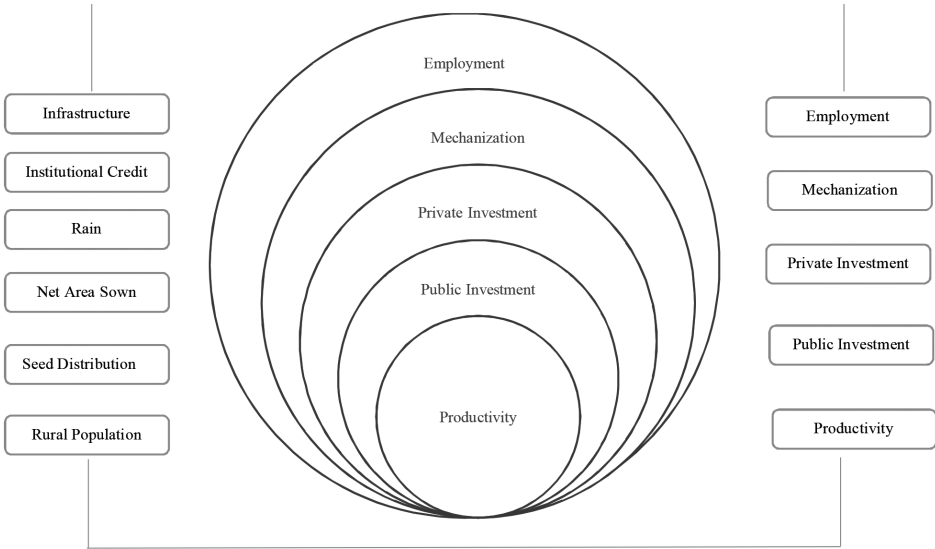 Infrastructure
Institutional Credit
Rain
Net Area Sown
Seed Distribution
Rural Population
Employment
Mechanization
Private Investment
Public Investment
Productivity
Employment
Mechanization
Private Investment
Public Investment
Productivity